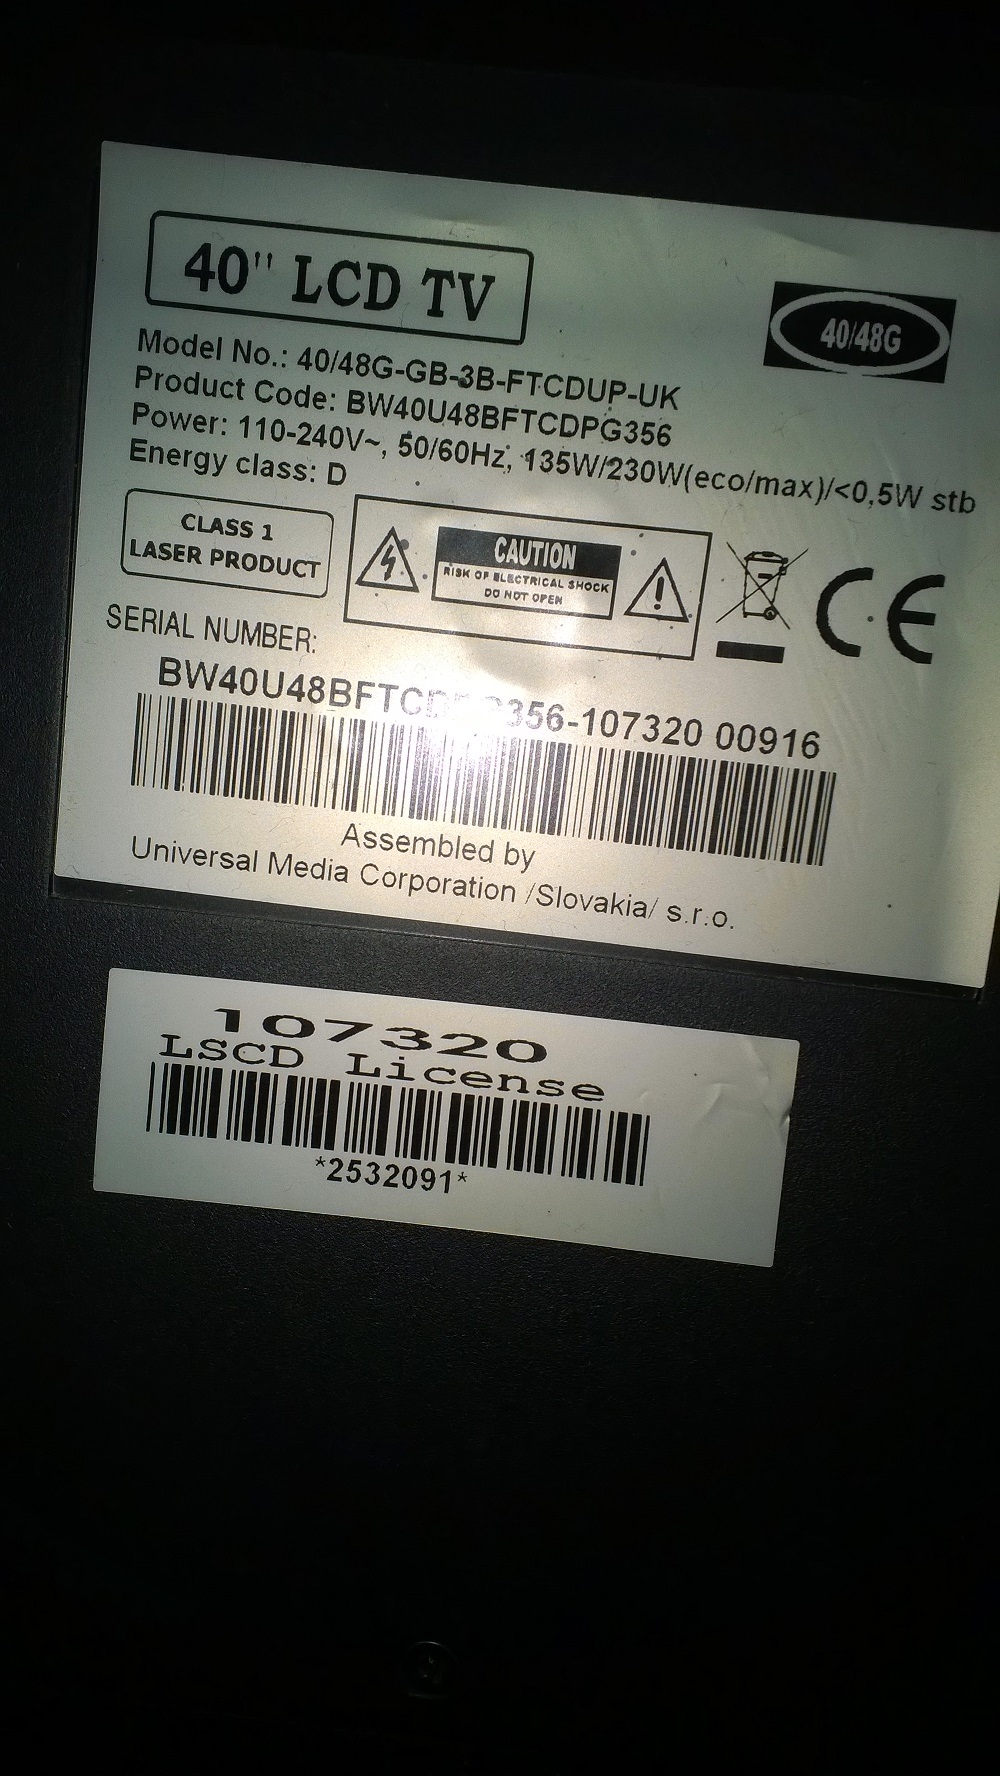 40" LCD TV
40/48G
Model No.: 40/48G-GB-3B-FTCDUP-UK
Product Code: BW40U48BFTCDPG356
Power: 110-240V~, 50/60Hz, 135W/230W(eco/max)/<0,5W stb
Energy class: D
CLASS 1
LASER PRODUCT
CAUTION
RISK OF ELECTRICAL SHOCK
DO NOT OPEN
CE
SERIAL NUMBER:
BW40U48BFTCDPG356-107320 00916
Assembled by
Universal Media Corporation /Slovakia/ s.r.o.
107320
LSCD License
*2532091*